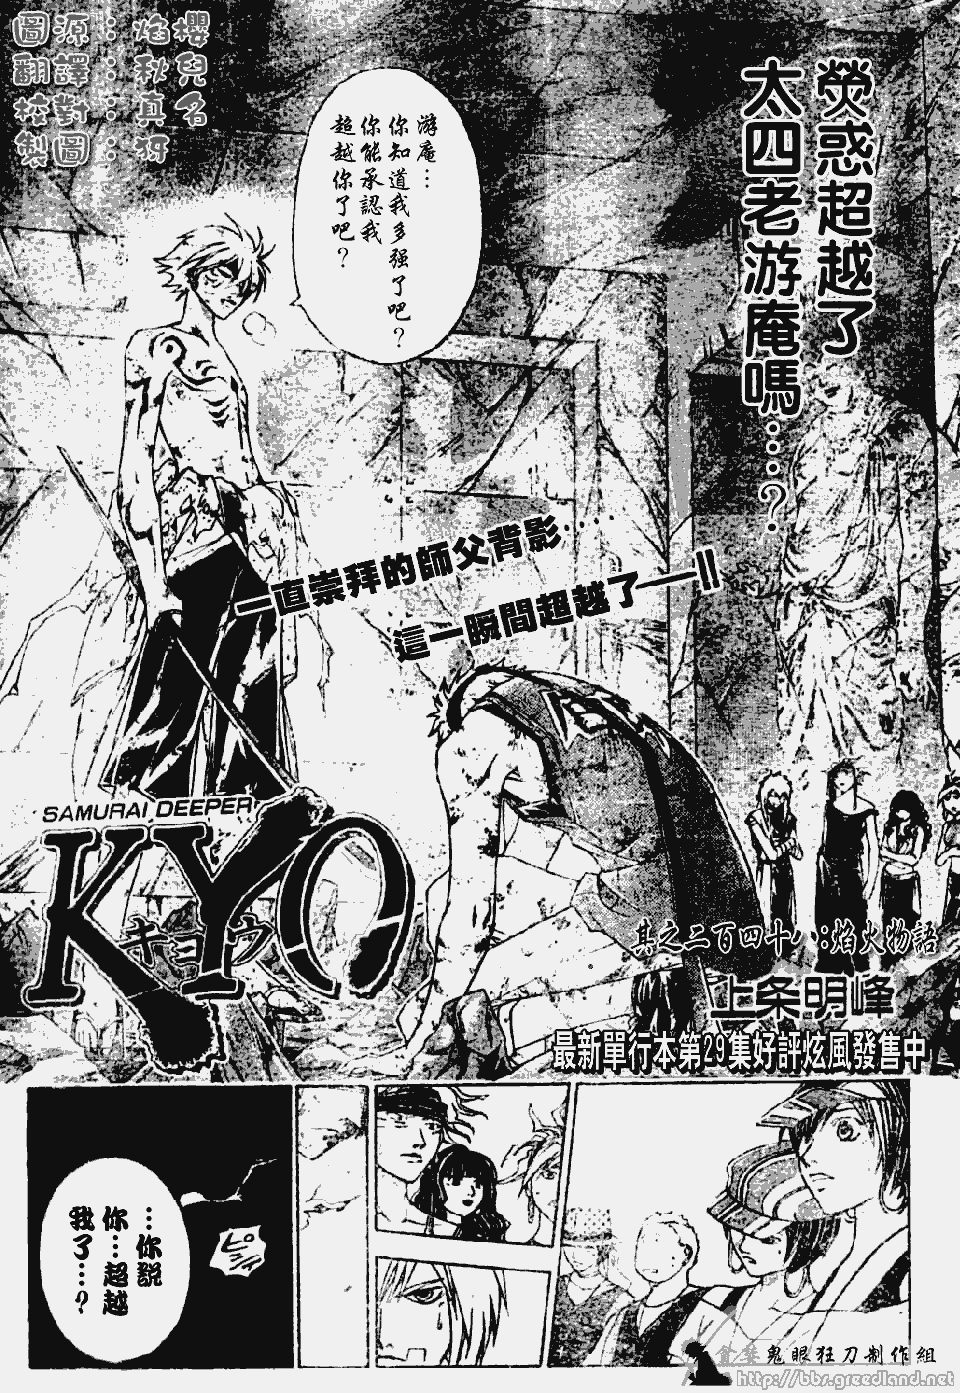 圖源：焰櫻
翻譯：秋兒
校對：真名
製圖：犽
熒惑超越了
太四老游庵嗎……？
游庵…
你知道我多强了吧？
你能承認我
超越你了吧？
一直崇拜的師父背影……
這一瞬間超越了——!!
SAMURAI DEEPER
KYO
キョウ
其之二百四十八：焰火物語
上条明峰
最新單行本第29集好評炫風發售中
…你說
你…超越
我了…？
ピク
鬼眼狂刀制作組
http://bbs.greedland.net